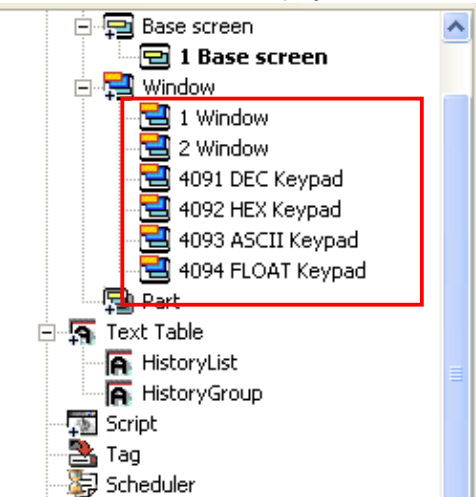 Base screen
1 Base screen
Window
1 Window
2 Window
4091 DEC Keypad
4092 HEX Keypad
4093 ASCII Keypad
4094 FLOAT Keypad
Part
Text Table
HistoryList
HistoryGroup
Script
Tag
Scheduler